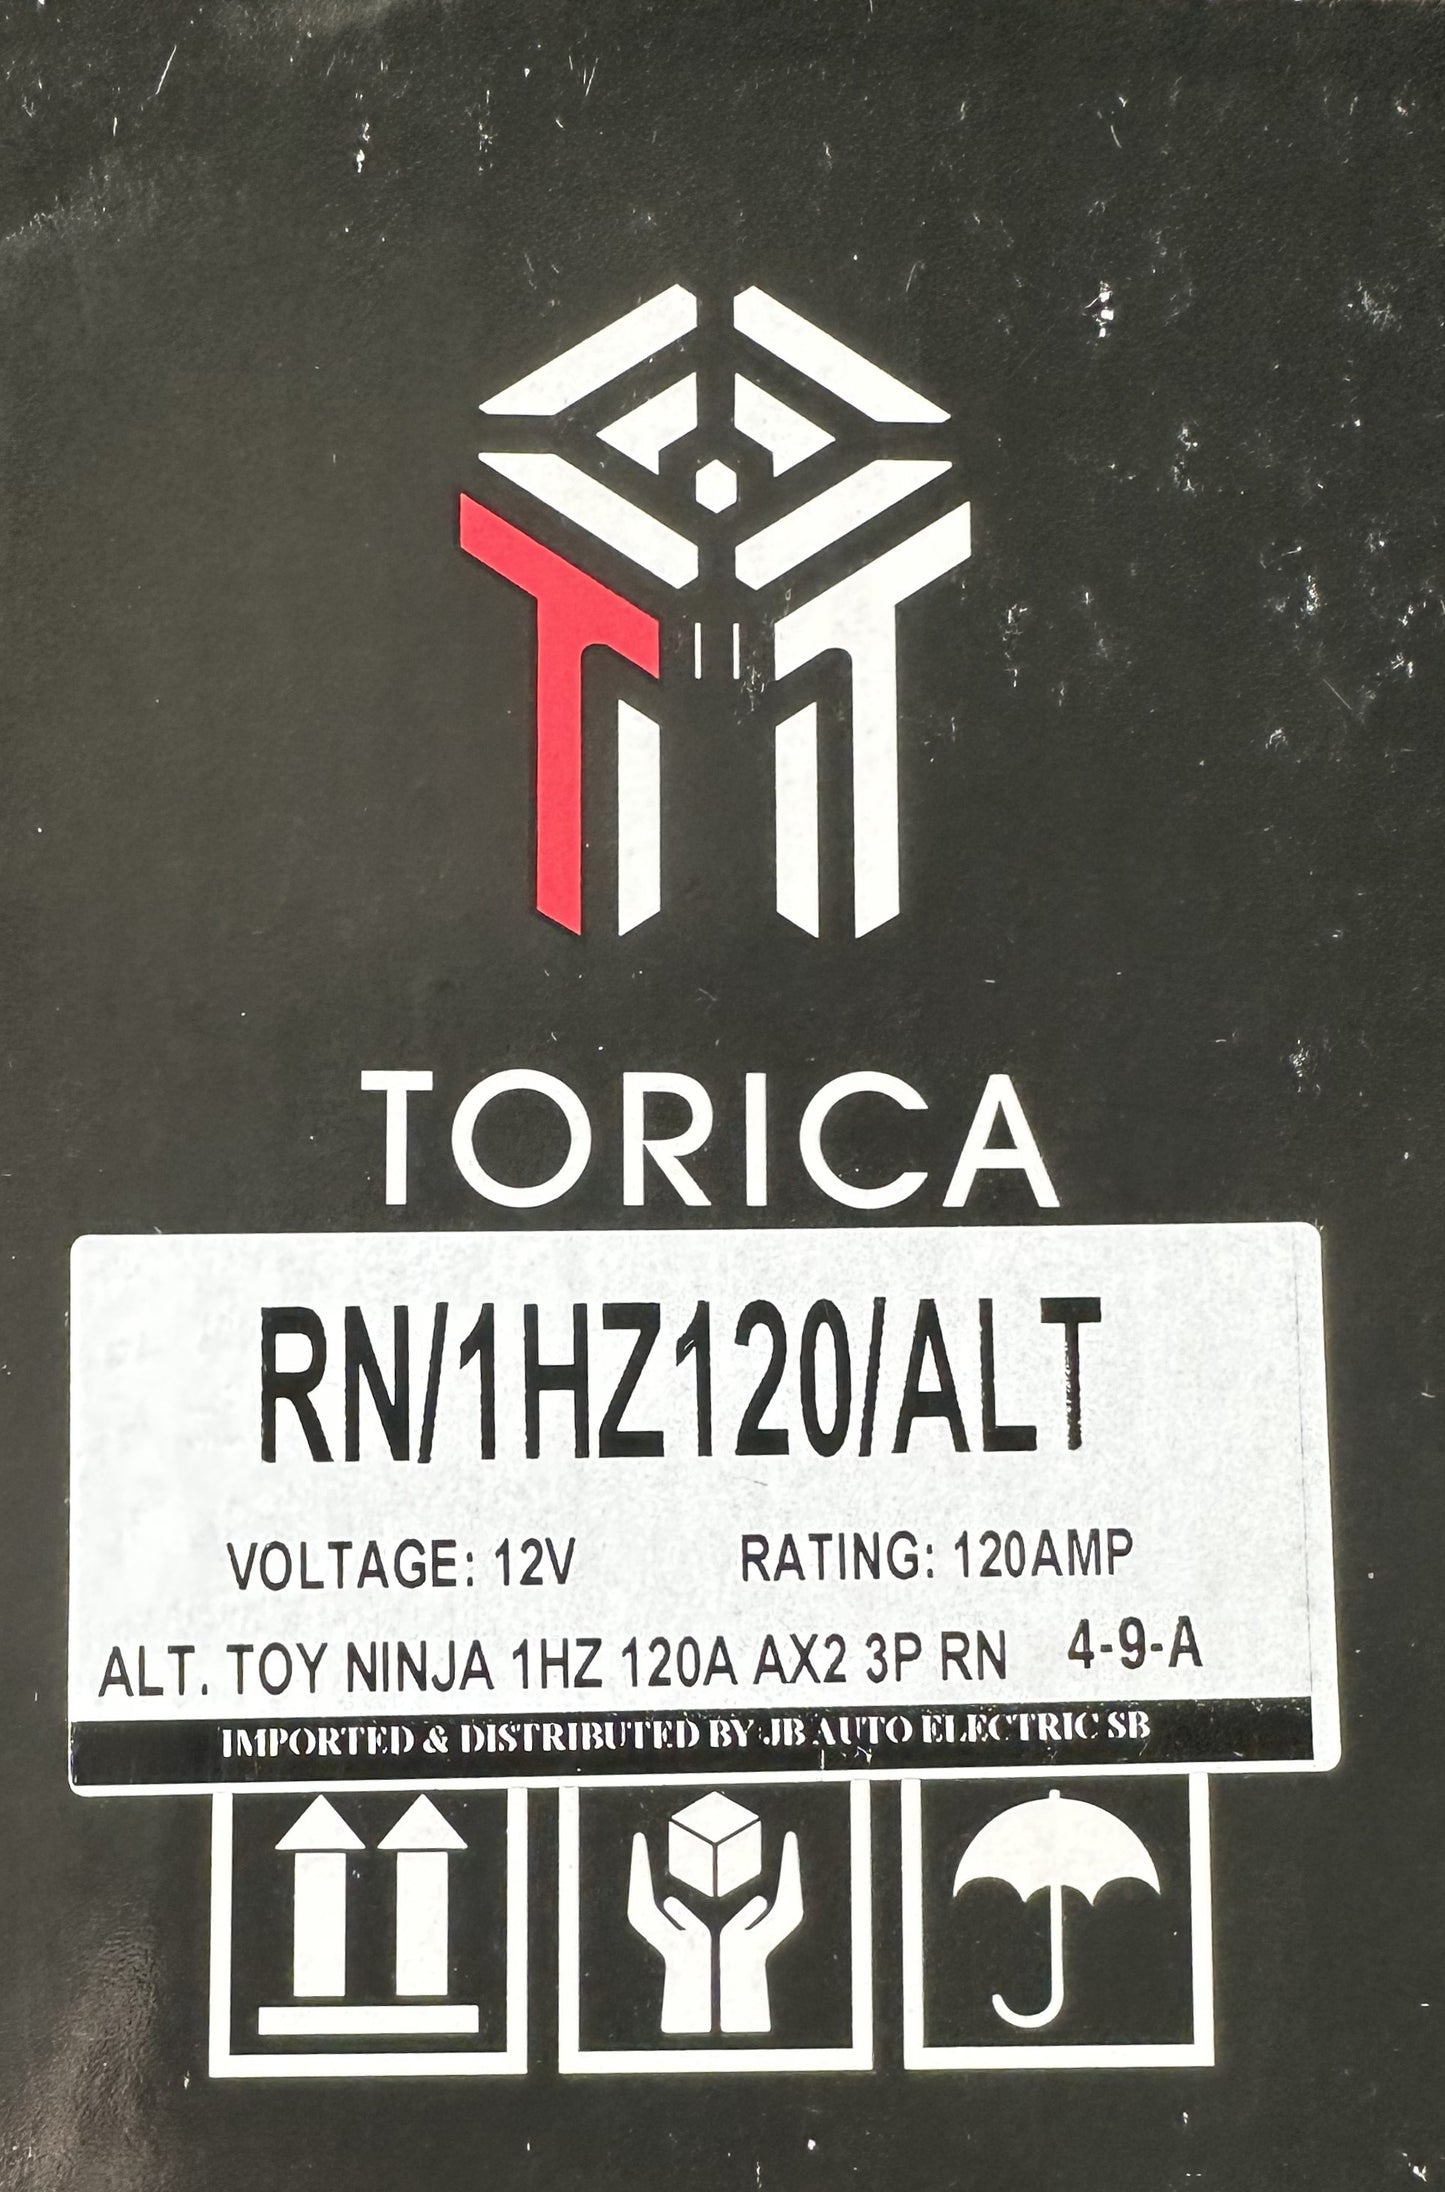 TORICA
RN/1HZ120/ALT
VOLTAGE: 12V RATING: 120AMP
ALT. TOY NINJA 1HZ 120A AX2 3P RN 4-9-A
IMPORTED & DISTRIBUTED BY JB AUTO ELECTRIC SB